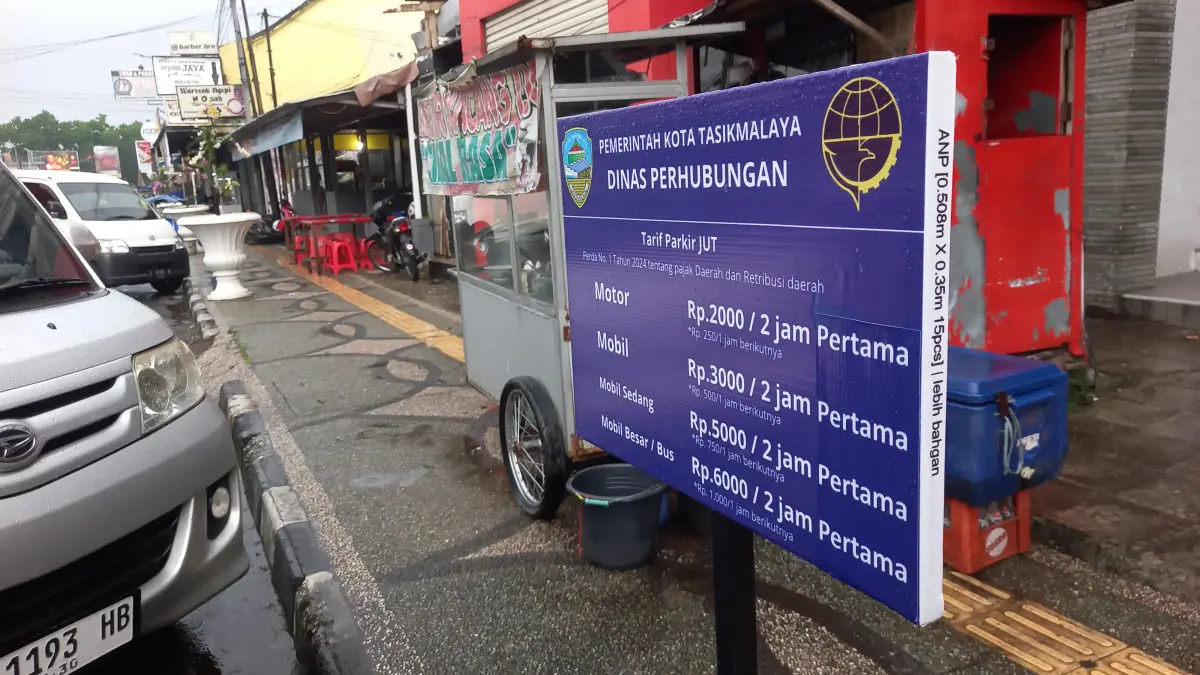 PEMERINTAH KOTA TASIKMALAYA
DINAS PERHUBUNGAN
Tarif Parkir JUT
Perda No. 1 Tahun 2024 tentang pajak Daerah dan Retribusi daerah
Motor
Rp.2000 / 2 jam Pertama
*Rp. 250/1 jam berikutnya
Mobil
Rp.3000 / 2 jam Pertama
*Rp. 500/1 jam berikutnya
Mobil Sedang
Rp.5000 / 2 jam Pertama
*Rp. 750/1 jam berikutnya
Mobil Besar / Bus
Rp.6000 / 2 jam Pertama
*Rp. 1.000/1 jam berikutnya
ANP [0.508m X 0.35m 15pcs] | lebih bahgan
1193 HB
barber bro